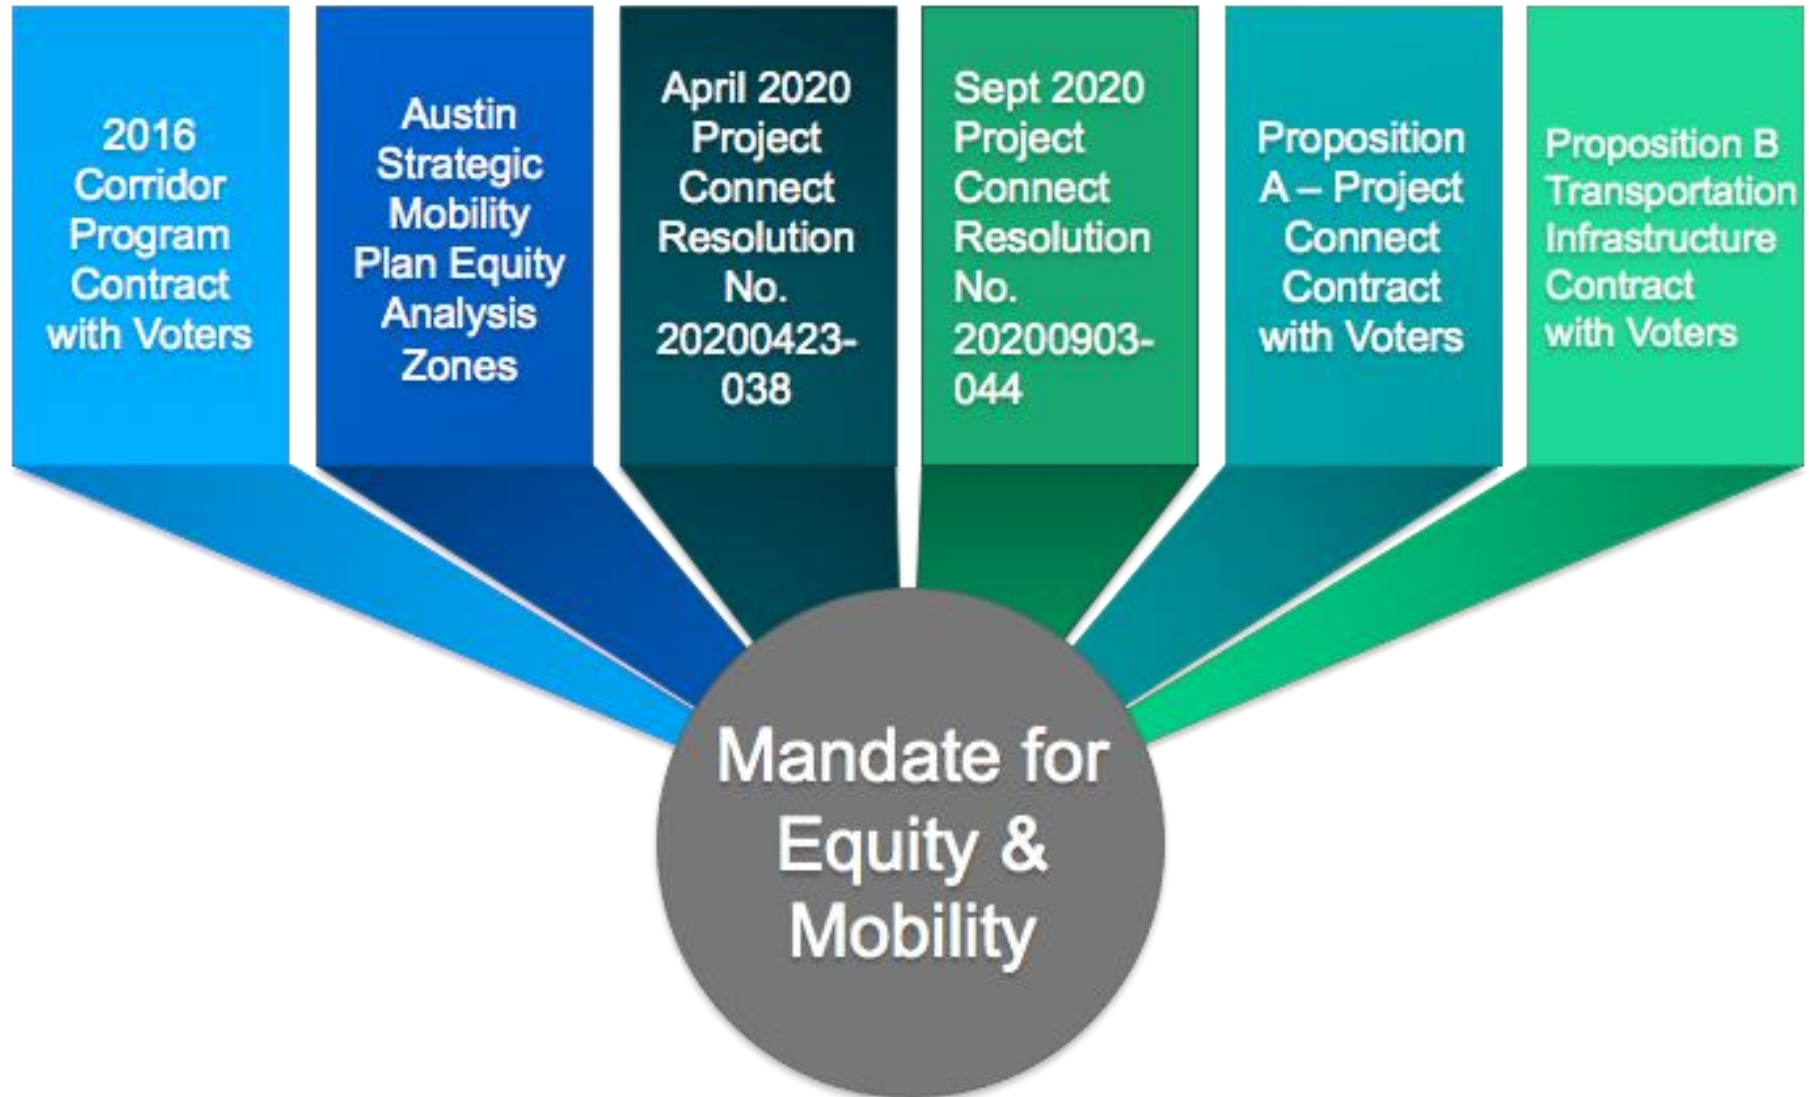 2016
Corridor
Program
Contract
with Voters
Austin
Strategic
Mobility
Plan Equity
Analysis
Zones
April 2020
Project
Connect
Resolution
No.
20200423-
038
Sept 2020
Project
Connect
Resolution
No.
20200903-
044
Proposition
A – Project
Connect
Contract
with Voters
Proposition B
Transportation
Infrastructure
Contract
with Voters
Mandate for
Equity &
Mobility